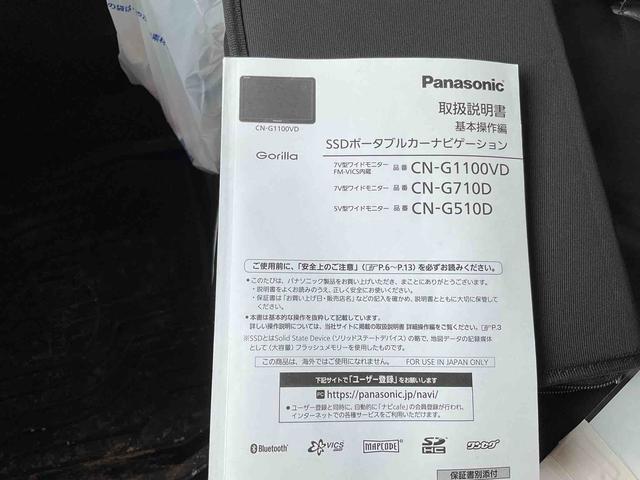 Panasonic
取扱説明書
基本操作編
CN-G1100VD
SSDポータブルカーナビゲーション
Gorilla
7V型ワイドモニター FM-VICS内蔵 品番 CN-G1100VD
7V型ワイドモニター 品番 CN-G710D
5V型ワイドモニター 品番 CN-G510D
ご使用前に、「安全上のご注意」(P.6~P.13)を必ずお読みください。
●このたびは、パナソニック製品をお買い上げいただき、まことにありがとうございます。
・説明書をよくお読みのうえ、正しく安全にお使いください。
・保証書は「お買い上げ日・販売店名」などの記入を確かめ、説明書とともに大切に保管して
ください。
●本書は基本的な操作を抜粋して記載しています。
詳しい操作説明については、当社サイトに掲載の取扱説明書 詳細操作編をご覧ください。P.3
※SSDとはSolid State Device(ソリッドステートデバイス)の略で、地図データの記録媒体
として(大容量)フラッシュメモリーを使用したものです。
この商品は、海外ではご使用になれません。 FOR USE IN JAPAN ONLY
下記サイトで「ユーザー登録」をお願いします
PC https://panasonic.jp/navi/
●ユーザー登録と同時に、自動的に「ナビcafe」の会員登録が行われ、
インターネットでの各種サービスがご利用いただけます。
Bluetooth VICS MAPCODE SD HC ワンセグ
保証書別添付